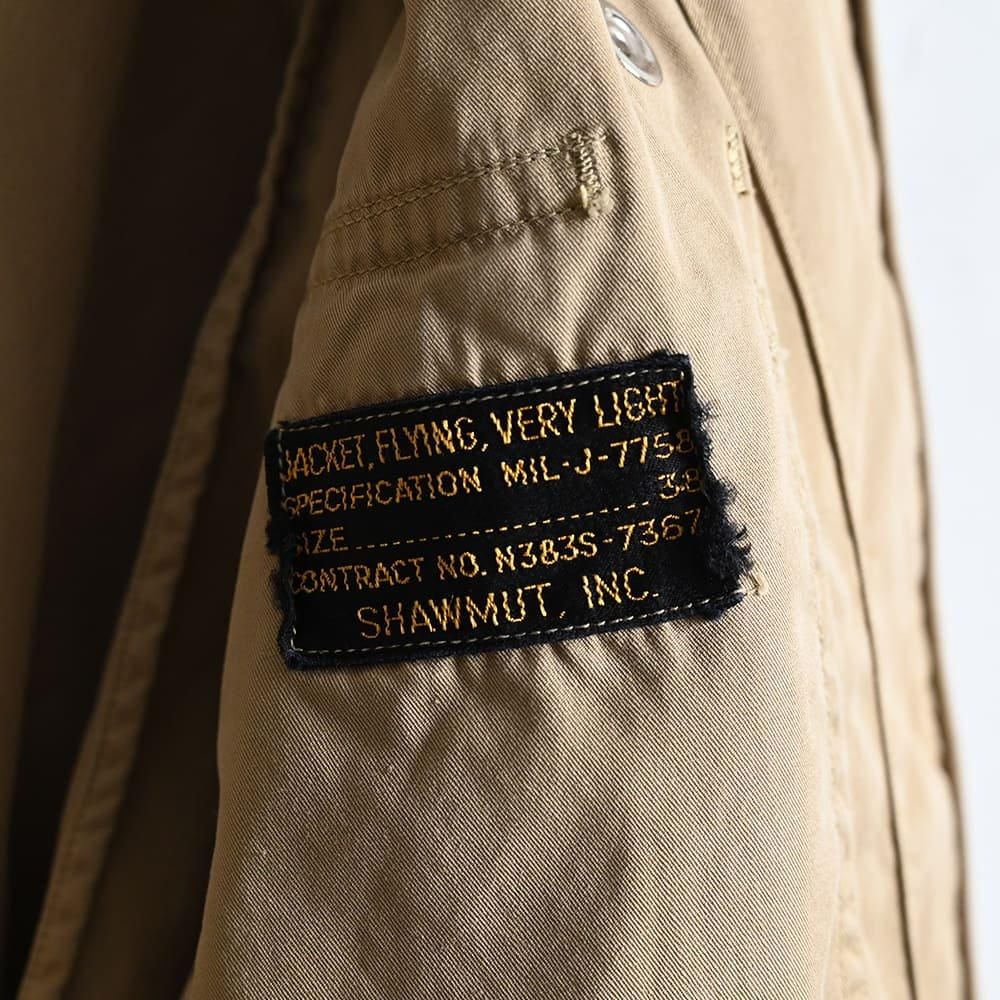 JACKET, FLYING, VERY LIGHT
SPECIFICATION MIL-J-7758
SIZE........................38
CONTRACT NO. N383S-7367
SHAWMUT, INC.